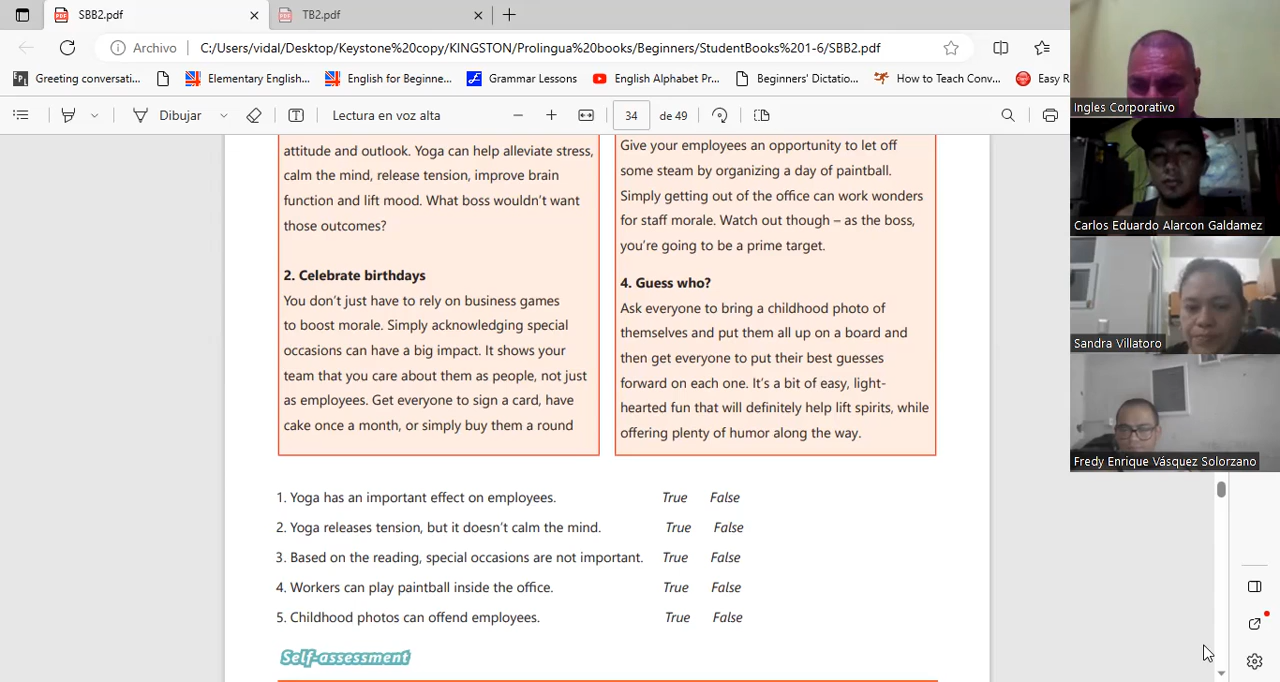 SBB2.pdf
TB2.pdf
Archivo
C:/Users/vidal/Desktop/Keystone%20copy/KINGSTON/Prolingua%20books/Beginners/StudentBooks%201-6/SBB2.pdf
Greeting conversati...
Elementary English...
English for Beginne...
Grammar Lessons
English Alphabet Pr...
Beginners' Dictatio...
How to Teach Conv...
Easy R
Dibujar
Lectura en voz alta
34
de 49
attitude and outlook. Yoga can help alleviate stress,
calm the mind, release tension, improve brain
function and lift mood. What boss wouldn't want
those outcomes?
2. Celebrate birthdays
You don't just have to rely on business games
to boost morale. Simply acknowledging special
occasions can have a big impact. It shows your
team that you care about them as people, not just
as employees. Get everyone to sign a card, have
cake once a month, or simply buy them a round
Give your employees an opportunity to let off
some steam by organizing a day of paintball.
Simply getting out of the office can work wonders
for staff morale. Watch out though – as the boss,
you're going to be a prime target.
4. Guess who?
Ask everyone to bring a childhood photo of
themselves and put them all up on a board and
then get everyone to put their best guesses
forward on each one. It's a bit of easy, light-
hearted fun that will definitely help lift spirits, while
offering plenty of humor along the way.
1. Yoga has an important effect on employees. True False
2. Yoga releases tension, but it doesn't calm the mind. True False
3. Based on the reading, special occasions are not important. True False
4. Workers can play paintball inside the office. True False
5. Childhood photos can offend employees. True False
Self-assessment
Ingles Corporativo
Carlos Eduardo Alarcon Galdamez
Sandra Villatoro
Fredy Enrique Vásquez Solorzano